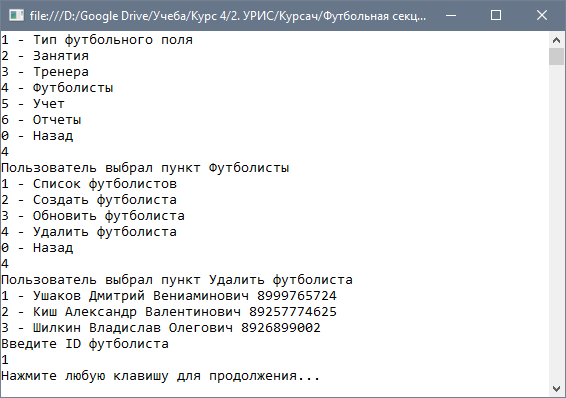 file:///D:/Google Drive/Учеба/Курс 4/2. УРИС/Курсач/Футбольная секц...
1 - Тип футбольного поля
2 - Занятия
3 - Тренера
4 - Футболисты
5 - Учет
6 - Отчеты
0 - Назад
4
Пользователь выбрал пункт Футболисты
1 - Список футболистов
2 - Создать футболиста
3 - Обновить футболиста
4 - Удалить футболиста
0 - Назад
4
Пользователь выбрал пункт Удалить футболиста
1 - Ушаков Дмитрий Вениаминович 8999765724
2 - Киш Александр Валентинович 89257774625
3 - Шилкин Владислав Олегович 8926899002
Введите ID футболиста
1
Нажмите любую клавишу для продолжения...